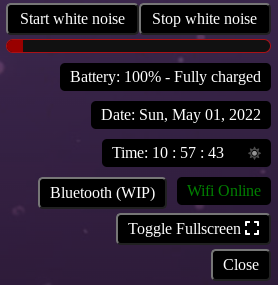 Start white noise Stop white noise
Battery: 100% - Fully charged
Date: Sun, May 01, 2022
Time: 10 : 57 : 43
Bluetooth (WIP) Wifi Online
Toggle Fullscreen
Close